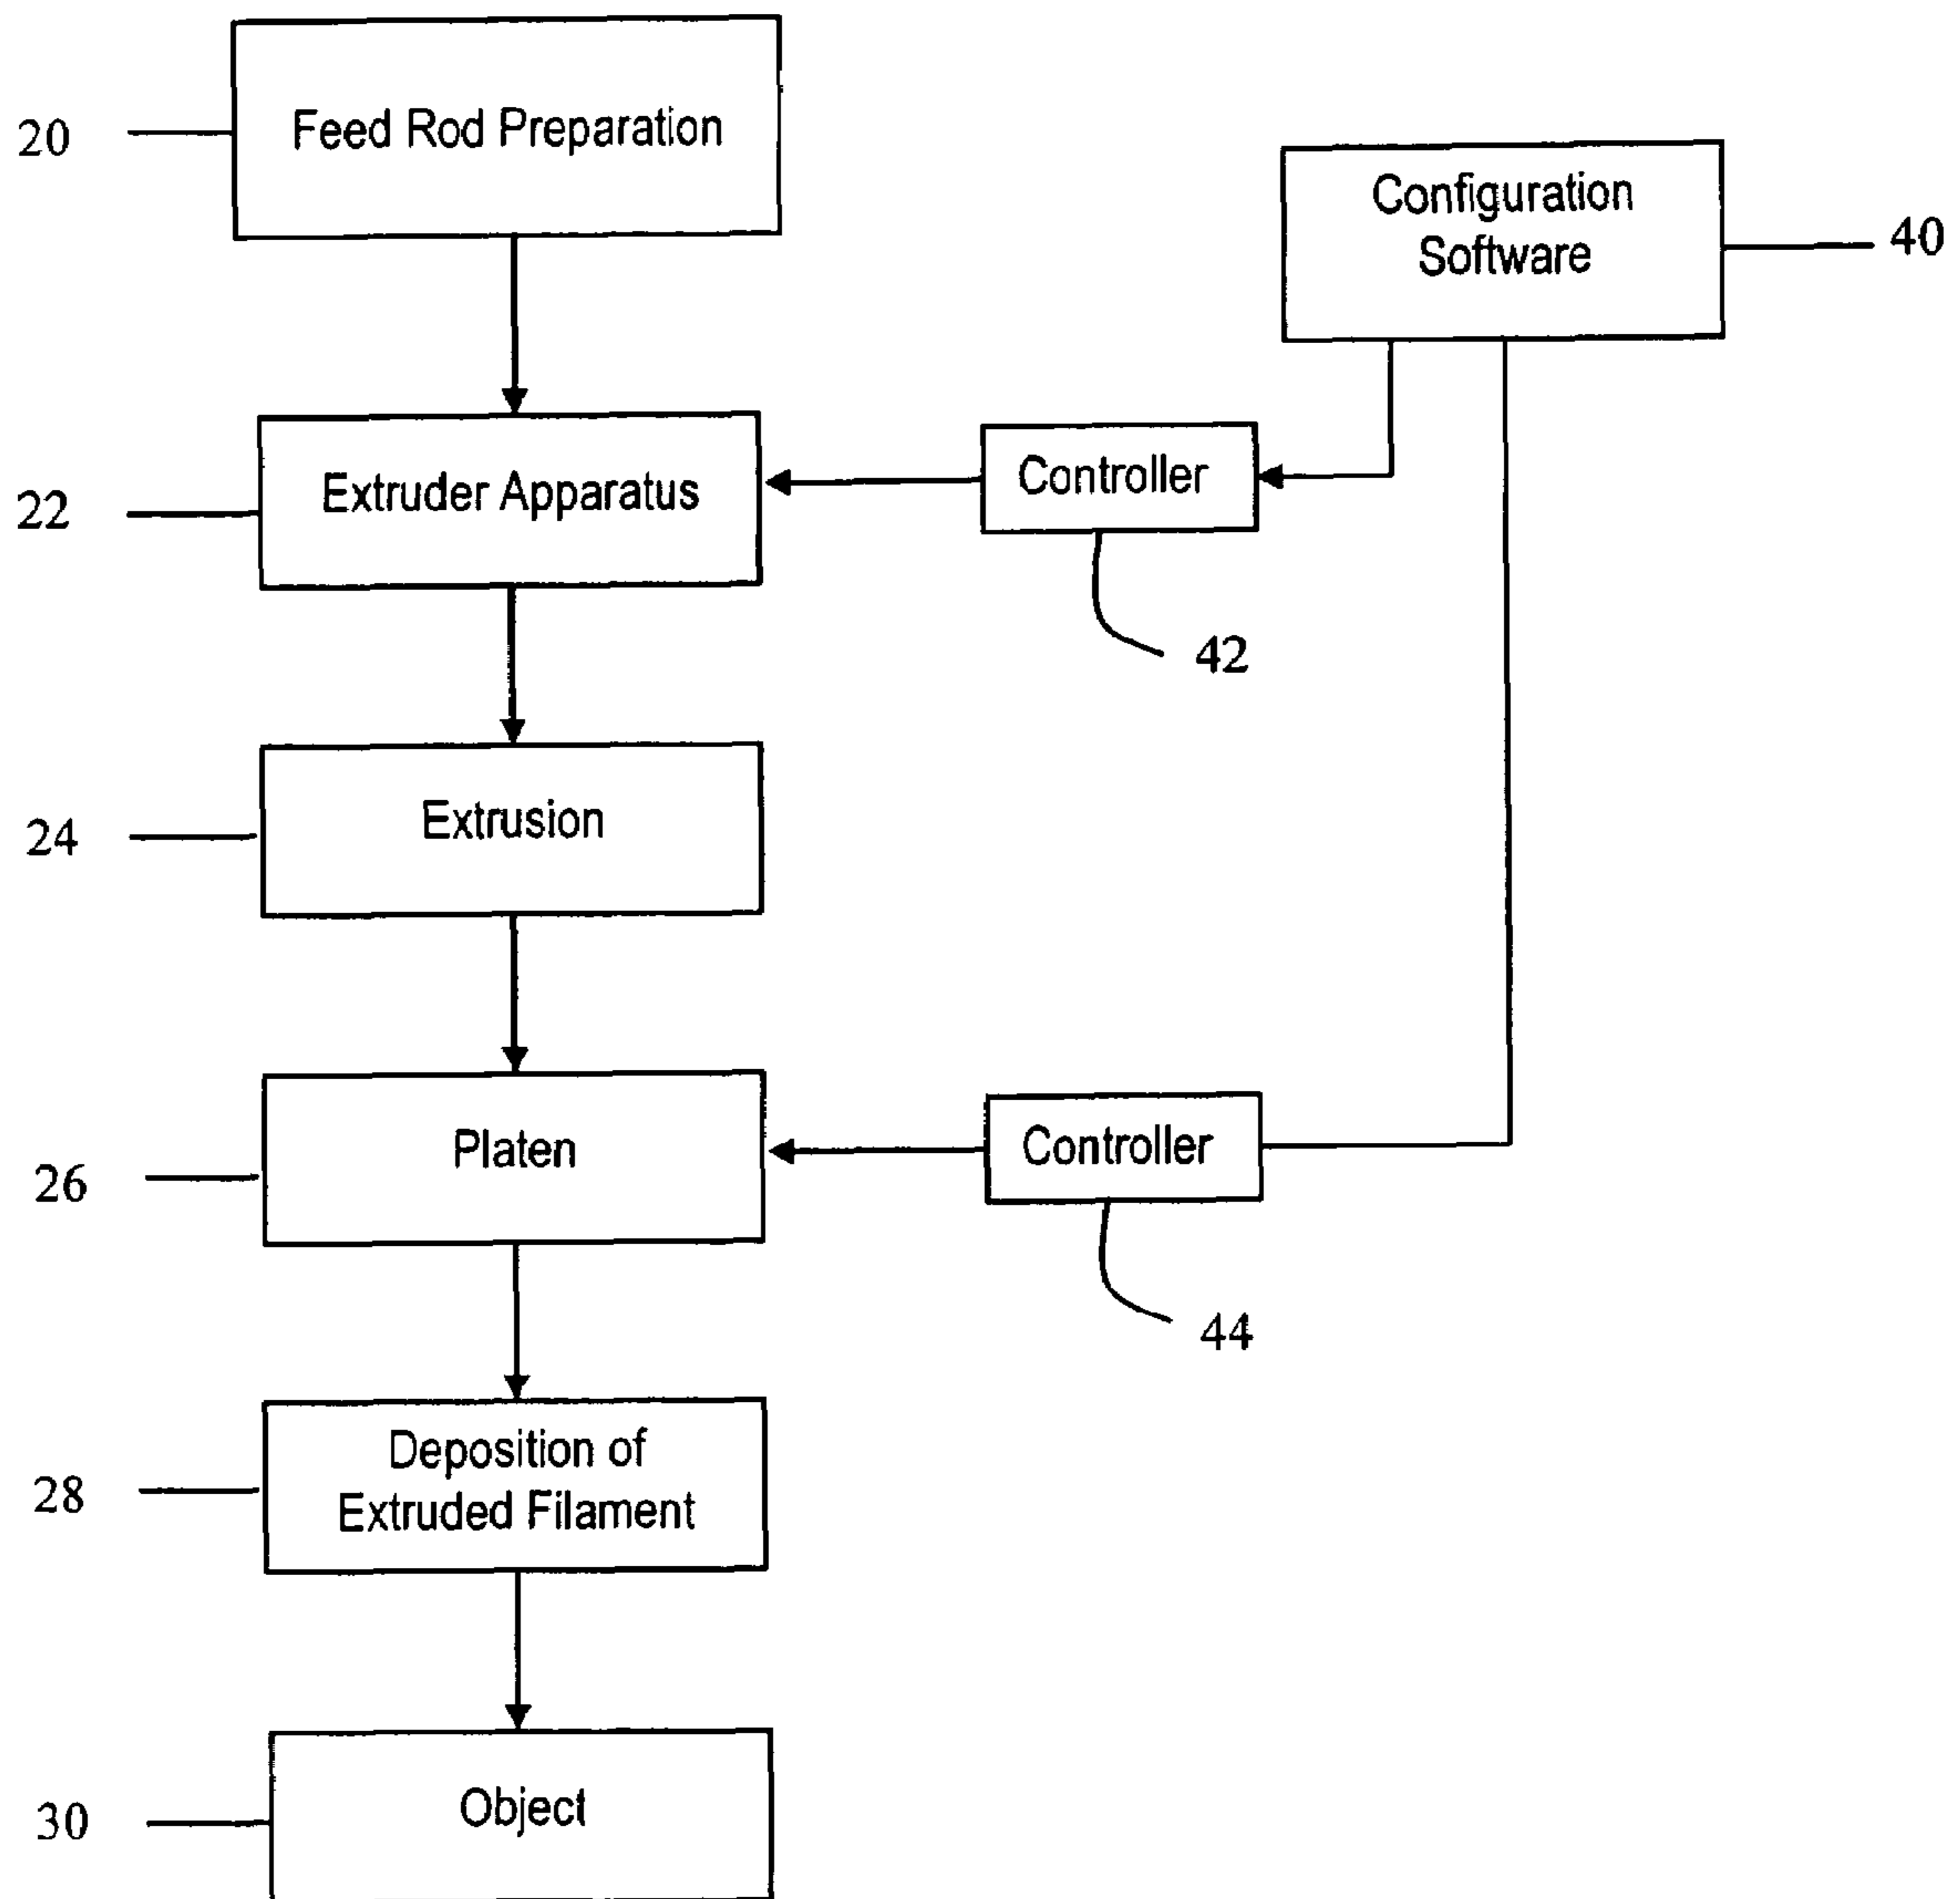 20
Feed Rod Preparation
Configuration
Software
40
22
Extruder Apparatus
Controller
42
24
Extrusion
26
Platen
Controller
44
28
Deposition of
Extruded Filament
30
Object